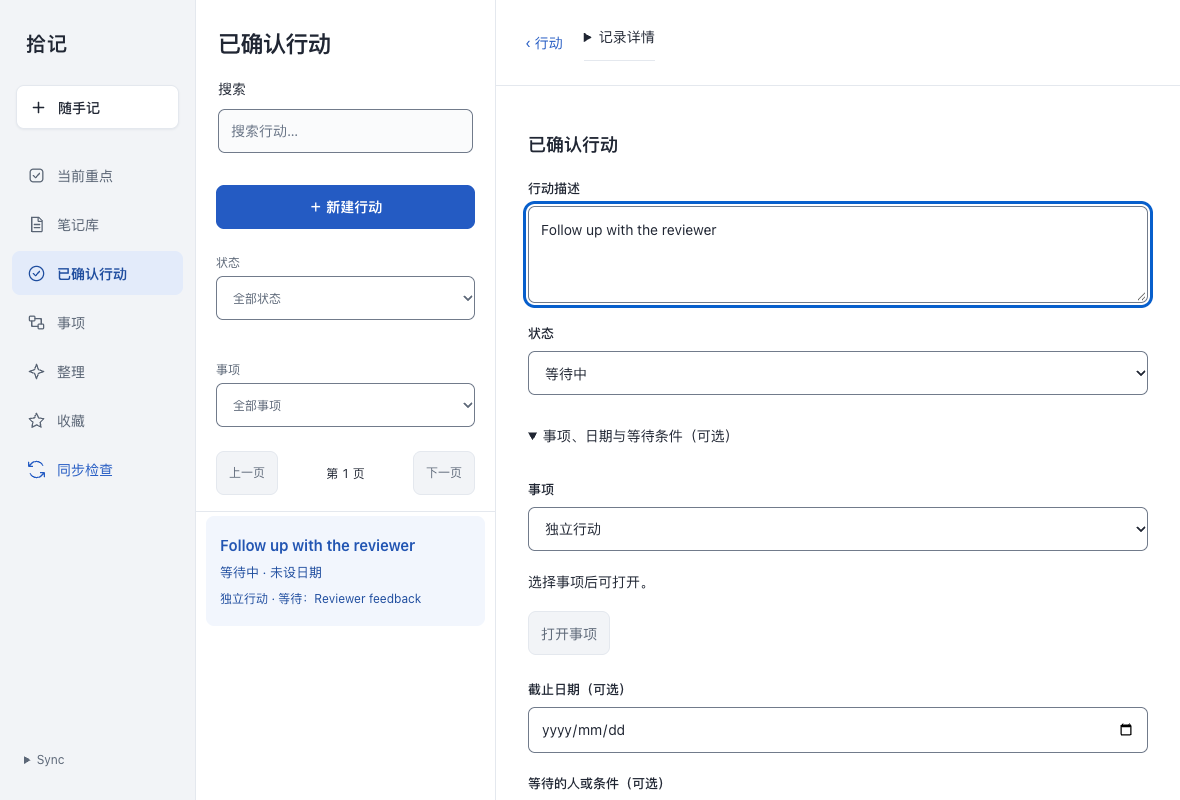 拾记
+ 随手记
当前重点
笔记库
已确认行动
事项
整理
收藏
同步检查
▶ Sync
已确认行动
搜索
搜索行动...
+ 新建行动
状态
全部状态
事项
全部事项
上一页
第 1 页
下一页
Follow up with the reviewer
等待中 · 未设日期
独立行动 · 等待：Reviewer feedback
‹ 行动
▶ 记录详情
已确认行动
行动描述
Follow up with the reviewer
状态
等待中
▼ 事项、日期与等待条件（可选）
事项
独立行动
选择事项后可打开。
打开事项
截止日期（可选）
yyyy/mm/dd
等待的人或条件（可选）